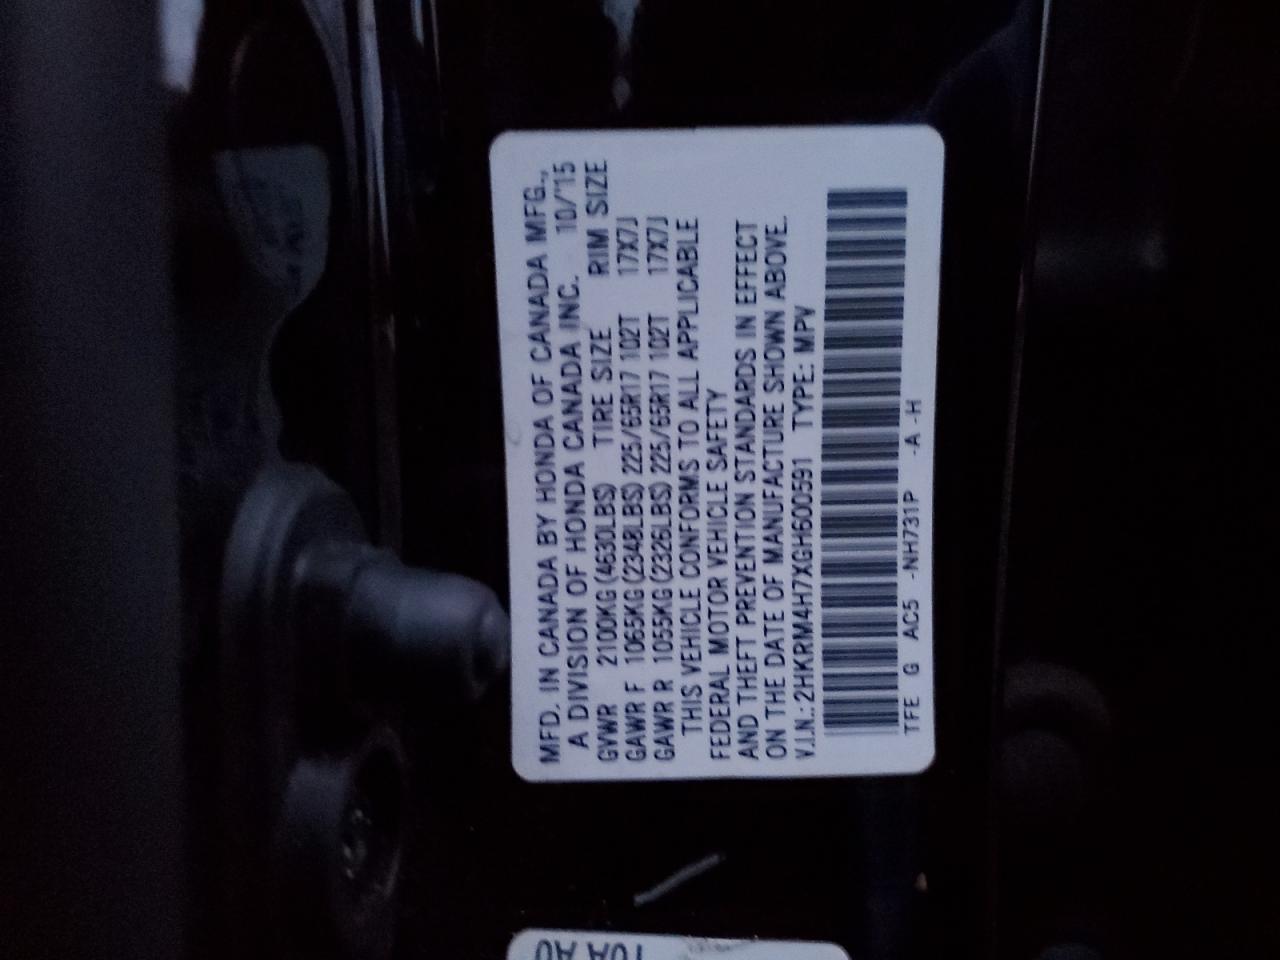 MFD. IN CANADA BY HONDA OF CANADA MFG.,
A DIVISION OF HONDA CANADA INC. 10/'15
GVWR 2100KG(4630LBS) TIRE SIZE RIM SIZE
GAWR F 1065KG(2348LBS) 225/65R17 102T 17X7J
GAWR R 1055KG(2326LBS) 225/65R17 102T 17X7J
THIS VEHICLE CONFORMS TO ALL APPLICABLE
FEDERAL MOTOR VEHICLE SAFETY
AND THEFT PREVENTION STANDARDS IN EFFECT
ON THE DATE OF MANUFACTURE SHOWN ABOVE.
V.I.N.:2HKRM4H7XGH600591 TYPE: MPV
TFE G AC5 -NH731P -A -H